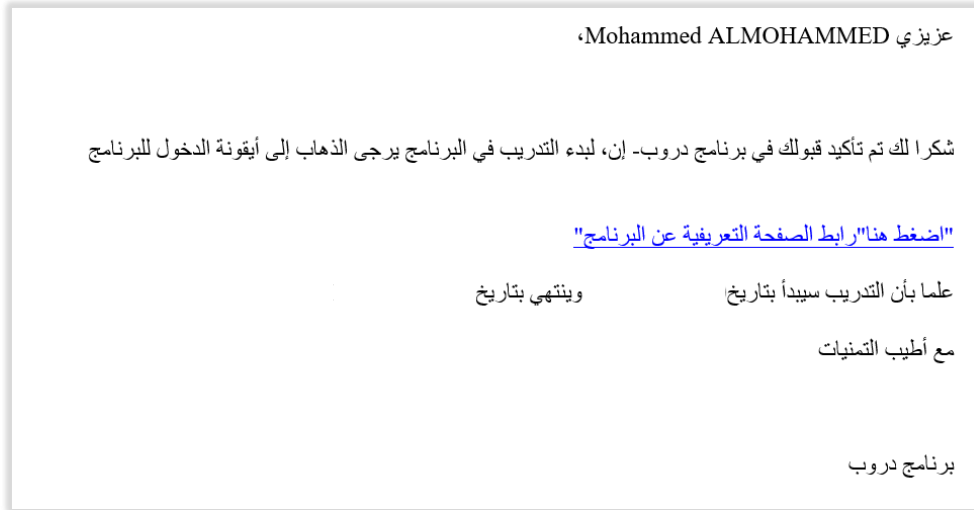 عزيزي Mohammed ALMOHAMMED،
شكرا لك تم تأكيد قبولك في برنامج دروب- إن، لبدء التدريب في البرنامج يرجى الذهاب إلى أيقونة الدخول للبرنامج
"اضغط هنا"رابط الصفحة التعريفية عن البرنامج"
علما بأن التدريب سيبدأ بتاريخ وينتهي بتاريخ
مع أطيب التمنيات
برنامج دروب